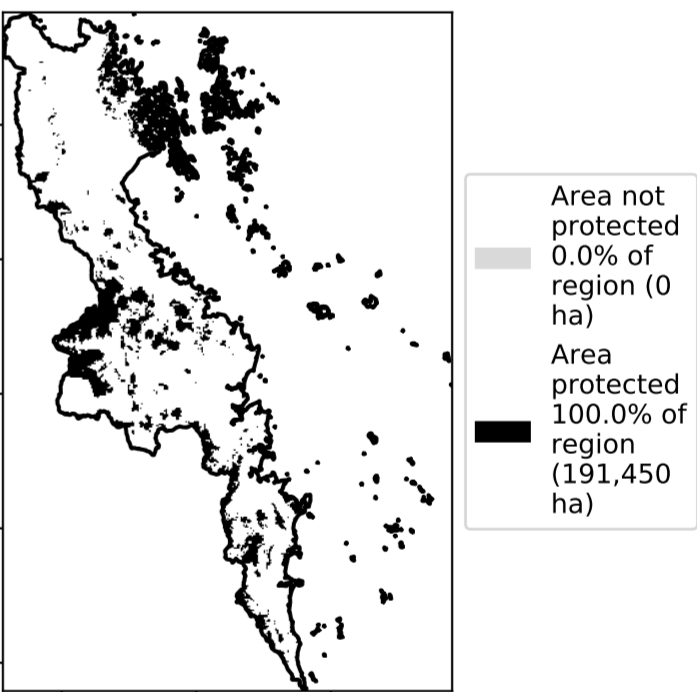 Area not
protected
0.0% of
region (0
ha)
Area
protected
100.0% of
region
(191,450
ha)